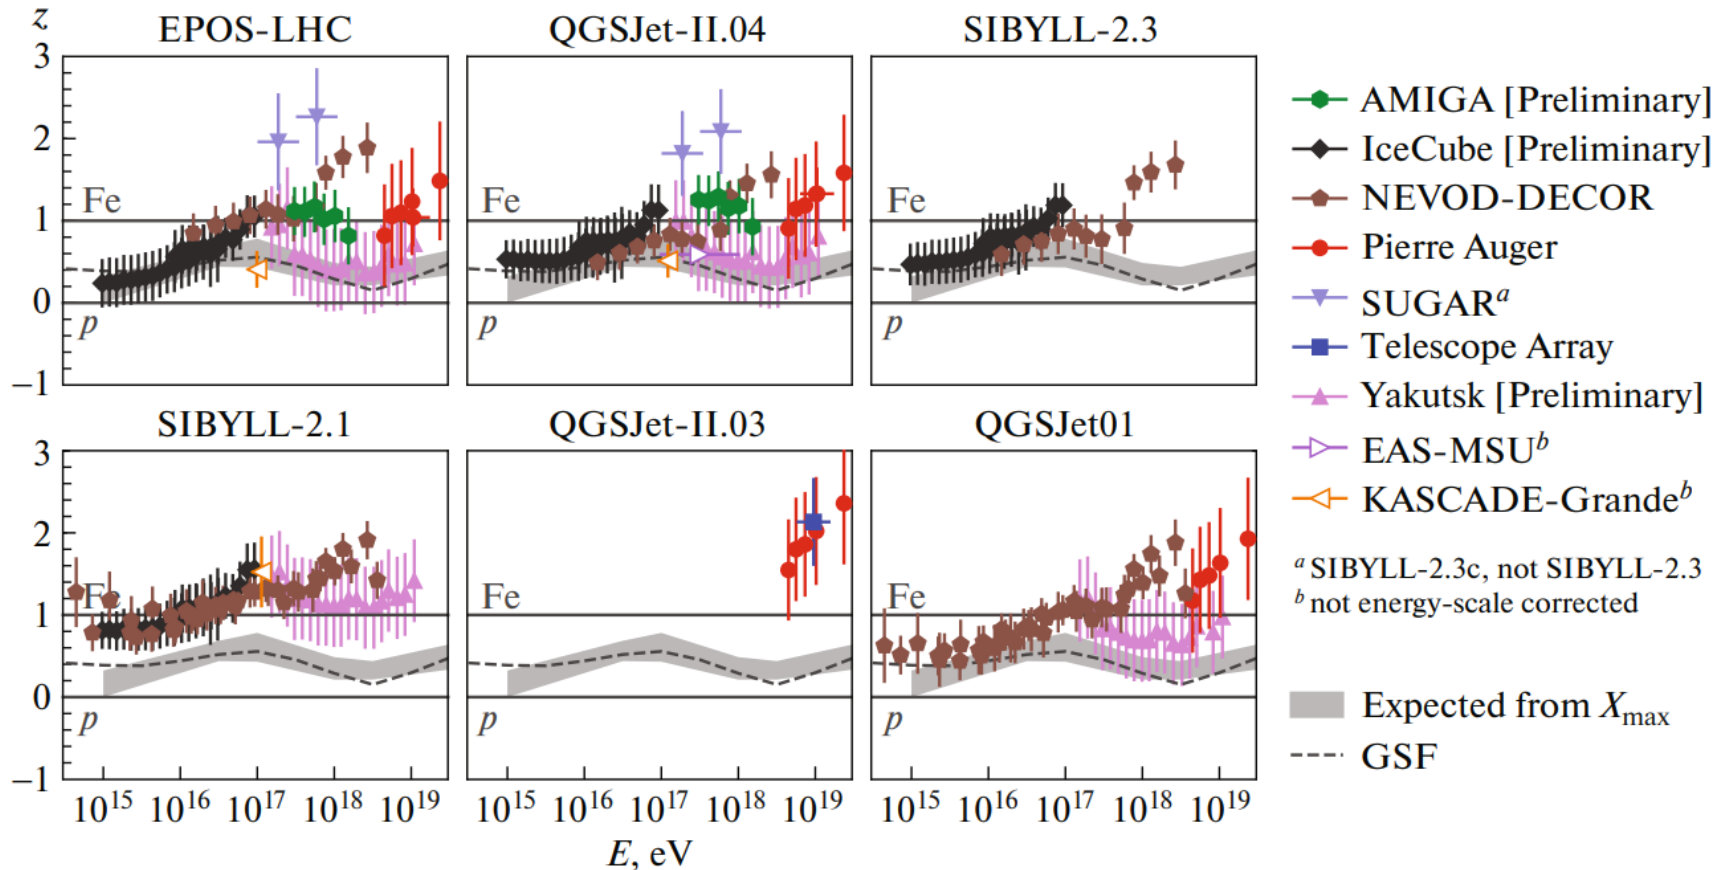 z
EPOS-LHC QGSJet-II.04 SIBYLL-2.3
3
2
1
0
−1
Fe Fe Fe
p p p
SIBYLL-2.1 QGSJet-II.03 QGSJet01
3
2
1
0
−1
Fe Fe Fe
p p p
10^15 10^16 10^17 10^18 10^19 10^15 10^16 10^17 10^18 10^19 10^15 10^16 10^17 10^18 10^19
E, eV
AMIGA [Preliminary]
IceCube [Preliminary]
NEVOD-DECOR
Pierre Auger
SUGAR^a
Telescope Array
Yakutsk [Preliminary]
EAS-MSU^b
KASCADE-Grande^b
^a SIBYLL-2.3c, not SIBYLL-2.3
^b not energy-scale corrected
Expected from X_max
GSF